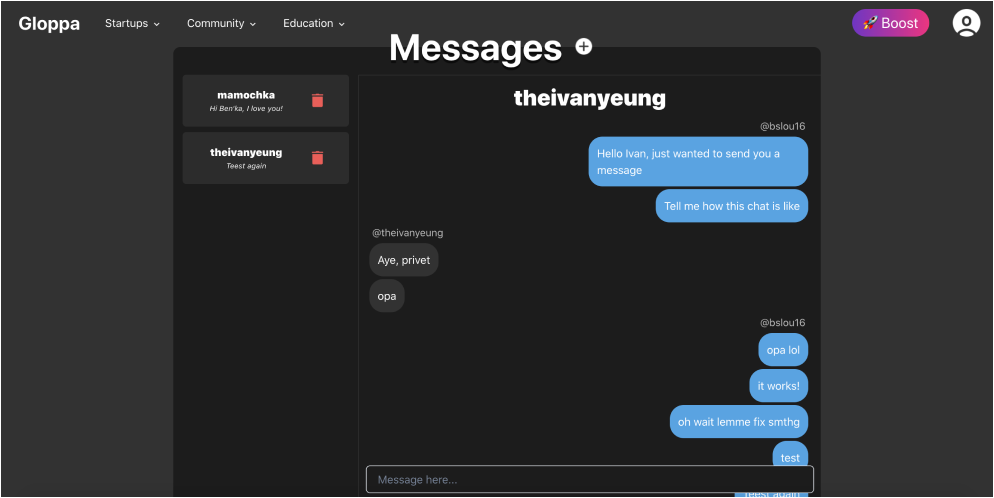 Gloppa
Startups
Community
Education
🚀 Boost
Messages
mamochka
Hi Ben'ka, I love you!
theivanyeung
Teest again
theivanyeung
@bslou16
Hello Ivan, just wanted to send you a
message
Tell me how this chat is like
@theivanyeung
Aye, privet
opa
@bslou16
opa lol
it works!
oh wait lemme fix smthg
test
Message here...
Teest again